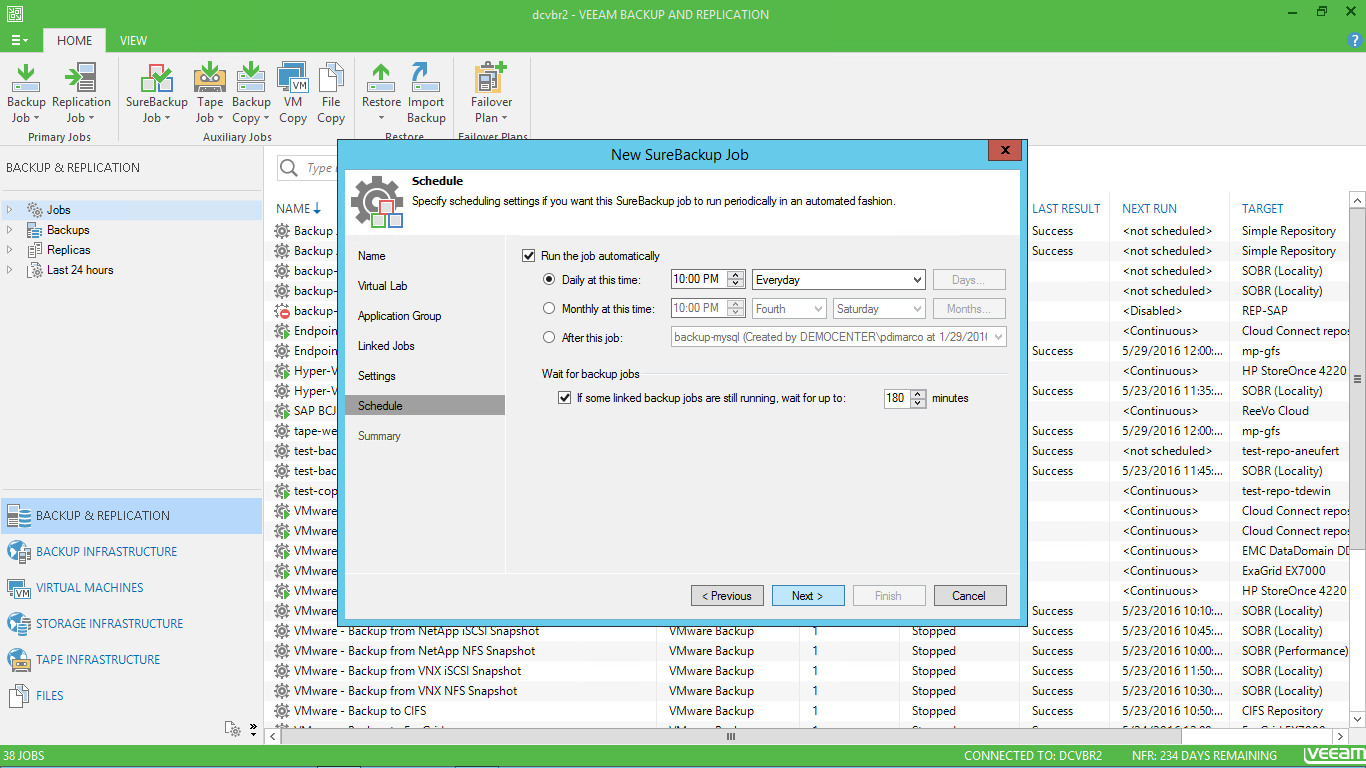 dcvbr2 - VEEAM BACKUP AND REPLICATION
HOME VIEW
Backup Job
Replication Job
SureBackup Job
Tape Job
Backup Copy
VM Copy
File Copy
Restore
Import Backup
Failover Plan
Primary Jobs
Auxiliary Jobs
Restore
Failover Plans
BACKUP & REPLICATION
Jobs
Backups
Replicas
Last 24 hours
BACKUP & REPLICATION
BACKUP INFRASTRUCTURE
VIRTUAL MACHINES
STORAGE INFRASTRUCTURE
TAPE INFRASTRUCTURE
FILES
New SureBackup Job
X
Schedule
Specify scheduling settings if you want this SureBackup job to run periodically in an automated fashion.
Name
Virtual Lab
Application Group
Linked Jobs
Settings
Schedule
Summary
Run the job automatically
Daily at this time: 10:00 PM Everyday Days...
Monthly at this time: 10:00 PM Fourth Saturday Months...
After this job: backup-mysql (Created by DEMOCENTER\pdimarco at 1/29/2016
Wait for backup jobs
If some linked backup jobs are still running, wait for up to: 180 minutes
< Previous Next > Finish Cancel
Type
NAME LAST RESULT NEXT RUN TARGET
Backup Success <not scheduled> Simple Repository
Backup Success <not scheduled> Simple Repository
backup- <not scheduled> SOBR (Locality)
backup- <not scheduled> SOBR (Locality)
backup- <Disabled> REP-SAP
Endpoin <Continuous> Cloud Connect repos
Endpoin Success 5/29/2016 12:00:... mp-gfs
Hyper-V <Continuous> HP StoreOnce 4220
Hyper-V Success 5/23/2016 11:35:... SOBR (Locality)
SAP BCJ <Continuous> ReeVo Cloud
tape-we Success 5/29/2016 12:00:... mp-gfs
test-bac Success <not scheduled> test-repo-aneufert
test-bac Success 5/23/2016 11:45:... SOBR (Locality)
test-cop <Continuous> test-repo-tdewin
VMware <Continuous> Cloud Connect repos
VMware <Continuous> Cloud Connect repos
VMware <Continuous> EMC DataDomain DD
VMware <Continuous> ExaGrid EX7000
VMware <Continuous> HP StoreOnce 4220
VMware Success 5/23/2016 10:10:... SOBR (Locality)
VMware - Backup from NetApp iSCSI Snapshot VMware Backup 1 Stopped Success 5/23/2016 10:45:... SOBR (Locality)
VMware - Backup from NetApp NFS Snapshot VMware Backup 1 Stopped Success 5/23/2016 10:00:... SOBR (Performance)
VMware - Backup from VNX iSCSI Snapshot VMware Backup 1 Stopped Success 5/23/2016 11:50:... SOBR (Locality)
VMware - Backup from VNX NFS Snapshot VMware Backup 1 Stopped Success 5/23/2016 10:30:... SOBR (Locality)
VMware - Backup to CIFS VMware Backup 1 Stopped Success 5/23/2016 10:50:... CIFS Repository
38 JOBS
CONNECTED TO: DCVBR2 NFR: 234 DAYS REMAINING
veeam